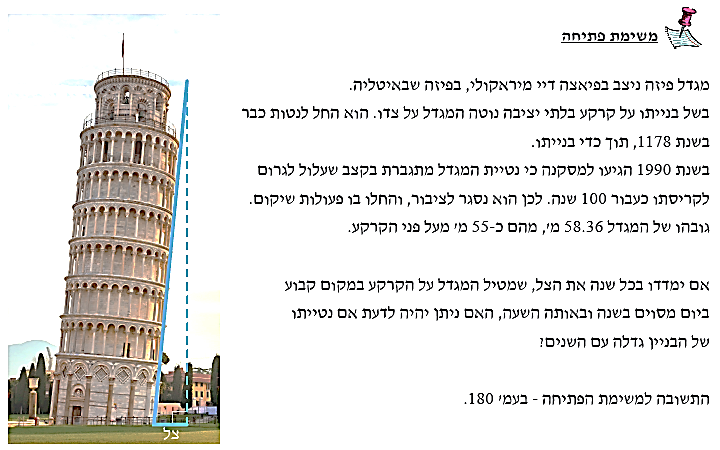 משימת פתיחה
מגדל פיזה ניצב בפיאצה דיי מיראקולי, בפיזה שבאיטליה.
בשל בנייתו על קרקע בלתי יציבה נוטה המגדל על צדו. הוא החל לנטות כבר
בשנת 1178, תוך כדי בנייתו.
בשנת 1990 הגיעו למסקנה כי נטיית המגדל מתגברת בקצב שעלול לגרום
לקריסתו כעבור 100 שנה. לכן הוא נסגר לציבור, והחלו בו פעולות שיקום.
גובהו של המגדל 58.36 מ', מהם כ-55 מ' מעל פני הקרקע.
אם ימדדו בכל שנה את הצל, שמטיל המגדל על הקרקע במקום קבוע
ביום מסוים בשנה ובאותה השעה, האם ניתן יהיה לדעת אם נטייתו
של הבניין גדלה עם השנים?
התשובה למשימת הפתיחה - בעמ' 180.
צל